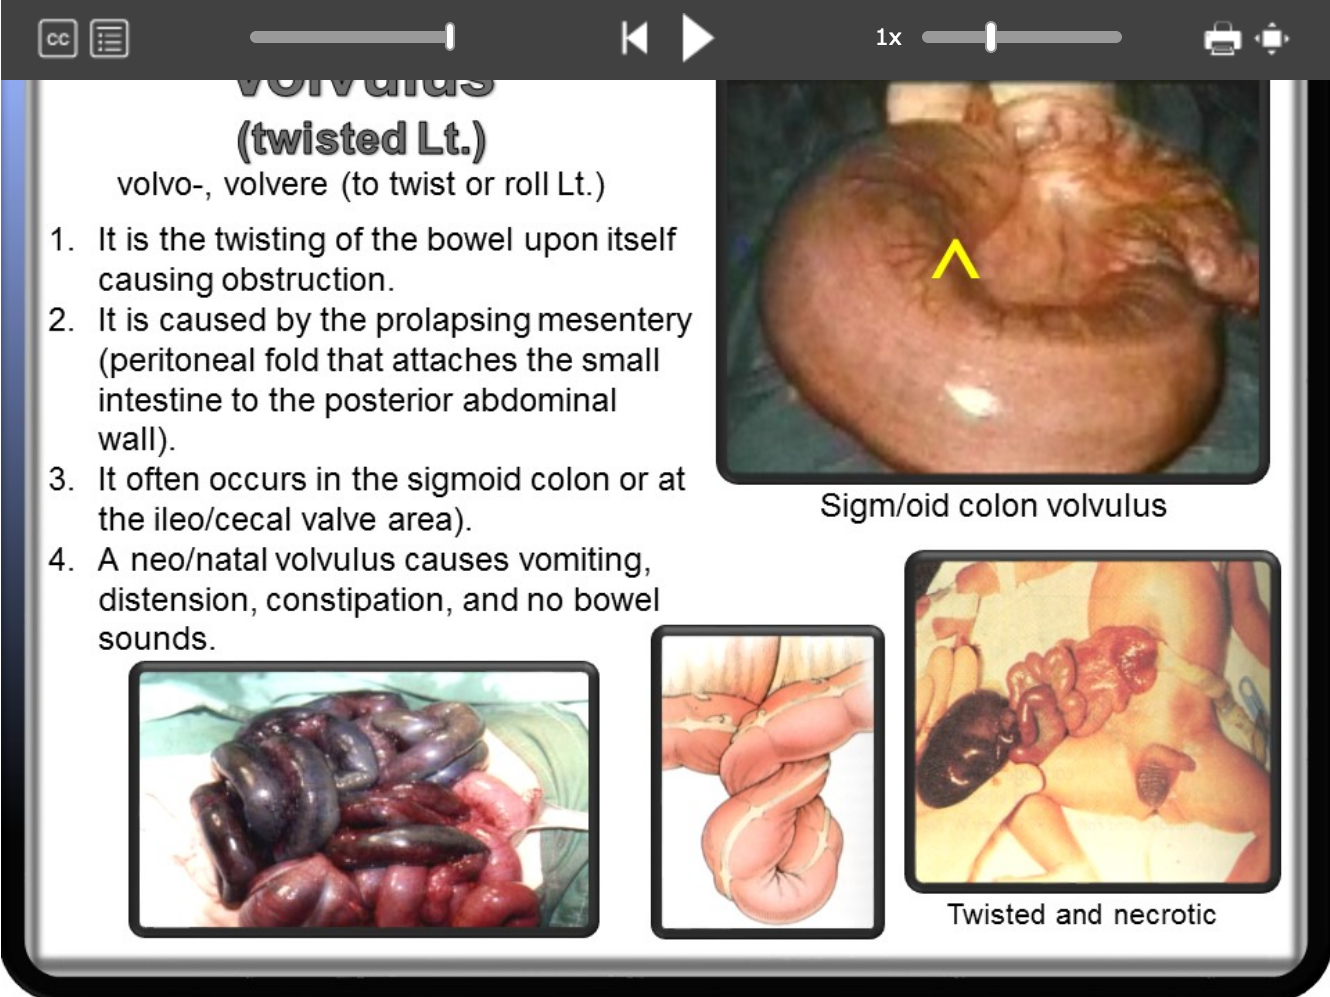 CC
1x
volvulus
(twisted Lt.)
volvo-, volvere (to twist or roll Lt.)
1. It is the twisting of the bowel upon itself
causing obstruction.
2. It is caused by the prolapsing mesentery
(peritoneal fold that attaches the small
intestine to the posterior abdominal
wall).
3. It often occurs in the sigmoid colon or at
the ileo/cecal valve area).
4. A neo/natal volvulus causes vomiting,
distension, constipation, and no bowel
sounds.
Sigm/oid colon volvulus
Twisted and necrotic